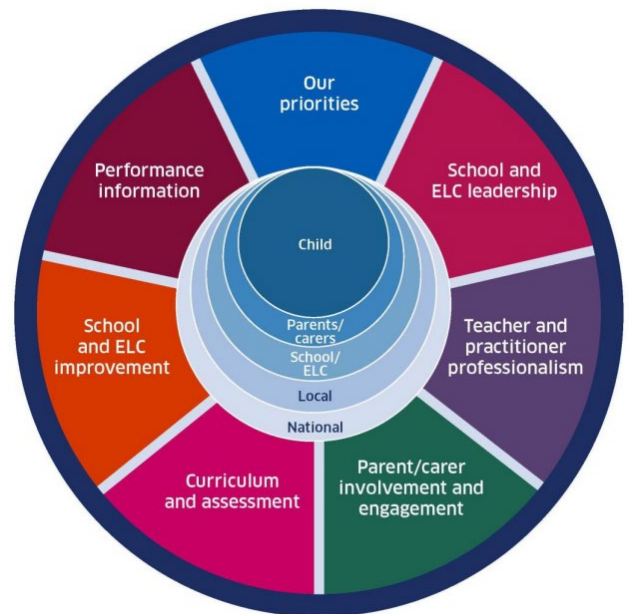 Our
priorities
School and
ELC leadership
Teacher and
practitioner
professionalism
Parent/carer
involvement and
engagement
Curriculum
and assessment
School
and ELC
improvement
Performance
information
Child
Parents/
carers
School/
ELC
Local
National